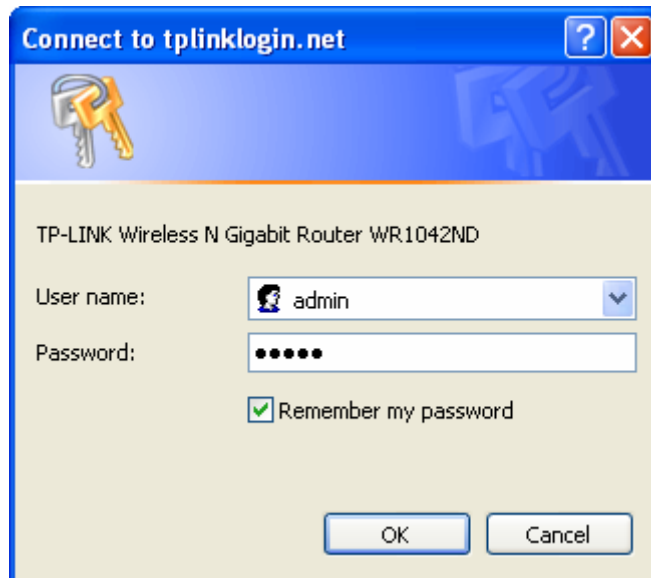 Connect to tplinklogin.net
TP-LINK Wireless N Gigabit Router WR1042ND
User name:
admin
Password:
●●●●●
Remember my password
OK
Cancel